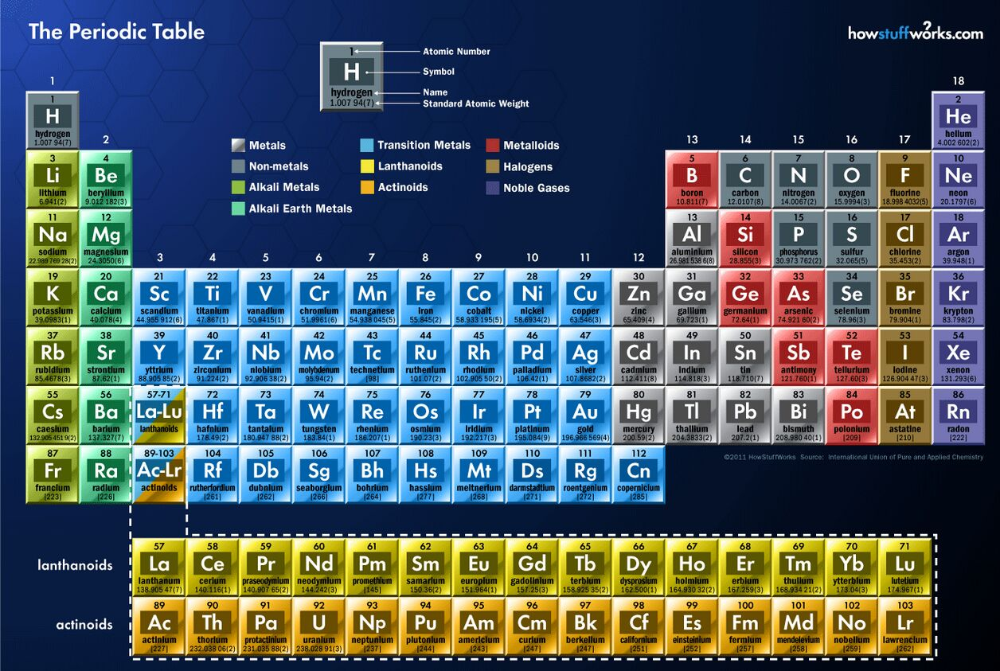 The Periodic Table
howstuffworks.com
?
1 Atomic Number
H Symbol
hydrogen Name
1.007 94(7) Standard Atomic Weight
Metals Transition Metals Metalloids
Non-metals Lanthanoids Halogens
Alkali Metals Actinoids Noble Gases
Alkali Earth Metals
1 18
1 2
H He
hydrogen helium
1.007 94(7) 4.002 602(2)
2 13 14 15 16 17
3 4 5 6 7 8 9 10
Li Be B C N O F Ne
lithium beryllium boron carbon nitrogen oxygen fluorine neon
6.941(2) 9.012 182(3) 10.811(7) 12.0107(8) 14.0067(2) 15.9994(3) 18.998 4032(5) 20.1797(6)
11 12 13 14 15 16 17 18
Na Mg Al Si P S Cl Ar
sodium magnesium aluminium silicon phosphorus sulfur chlorine argon
22.989 769 28(2) 24.3050(6) 26.981 538 6(8) 28.855(3) 30.973 762(2) 32.065(5) 35.453(2) 39.948(1)
3 4 5 6 7 8 9 10 11 12
19 20 21 22 23 24 25 26 27 28 29 30 31 32 33 34 35 36
K Ca Sc Ti V Cr Mn Fe Co Ni Cu Zn Ga Ge As Se Br Kr
potassium calcium scandium titanium vanadium chromium manganese iron cobalt nickel copper zinc gallium germanium arsenic selenium bromine krypton
39.0983(1) 40.078(4) 44.955 912(6) 47.867(1) 50.9415(1) 51.9961(6) 54.938 045(5) 55.845(2) 58.933 195(5) 58.6934(2) 63.546(3) 65.409(4) 69.723(1) 72.64(1) 74.921 60(2) 78.96(3) 79.904(1) 83.798(2)
37 38 39 40 41 42 43 44 45 46 47 48 49 50 51 52 53 54
Rb Sr Y Zr Nb Mo Tc Ru Rh Pd Ag Cd In Sn Sb Te I Xe
rubidium strontium yttrium zirconium niobium molybdenum technetium ruthenium rhodium palladium silver cadmium indium tin antimony tellurium iodine xenon
85.4678(3) 87.62(1) 88.905 85(2) 91.224(2) 92.906 38(2) 95.94(2) [98] 101.07(2) 102.905 50(2) 106.42(1) 107.8682(2) 112.411(8) 114.818(3) 118.710(7) 121.760(1) 127.60(3) 126.904 47(3) 131.293(6)
55 56 57-71 72 73 74 75 76 77 78 79 80 81 82 83 84 85 86
Cs Ba La-Lu Hf Ta W Re Os Ir Pt Au Hg Tl Pb Bi Po At Rn
caesium barium lanthanoids hafnium tantalum tungsten rhenium osmium iridium platinum gold mercury thallium lead bismuth polonium astatine radon
132.905 451 9(2) 137.327(7) 178.49(2) 180.947 88(2) 183.84(1) 186.207(1) 190.23(3) 192.217(3) 195.084(9) 196.966 569(4) 200.59(2) 204.3833(2) 207.2(1) 208.980 40(1) [209] [210] [222]
87 88 89-103 104 105 106 107 108 109 110 111 112
Fr Ra Ac-Lr Rf Db Sg Bh Hs Mt Ds Rg Cn
francium radium actinoids rutherfordium dubnium seaborgium bohrium hassium meitnerium darmstadtium roentgenium copernicium
[223] [226] [261] [262] [266] [264] [277] [268] [271] [272] [285]
©2011 HowStuffWorks Source: International Union of Pure and Applied Chemistry
lanthanoids
57 58 59 60 61 62 63 64 65 66 67 68 69 70 71
La Ce Pr Nd Pm Sm Eu Gd Tb Dy Ho Er Tm Yb Lu
lanthanum cerium praseodymium neodymium promethium samarium europium gadolinium terbium dysprosium holmium erbium thulium ytterbium lutetium
138.905 47(7) 140.116(1) 140.907 65(2) 144.242(3) [145] 150.36(2) 151.964(1) 157.25(3) 158.925 35(2) 162.500(1) 164.930 32(2) 167.259(3) 168.934 21(2) 173.04(3) 174.967(1)
actinoids
89 90 91 92 93 94 95 96 97 98 99 100 101 102 103
Ac Th Pa U Np Pu Am Cm Bk Cf Es Fm Md No Lr
actinium thorium protactinium uranium neptunium plutonium americium curium berkelium californium einsteinium fermium mendelevium nobelium lawrencium
[227] 232.038 06(2) 231.035 88(2) 238.028 91(3) [237] [244] [243] [247] [247] [251] [252] [257] [258] [259] [262]